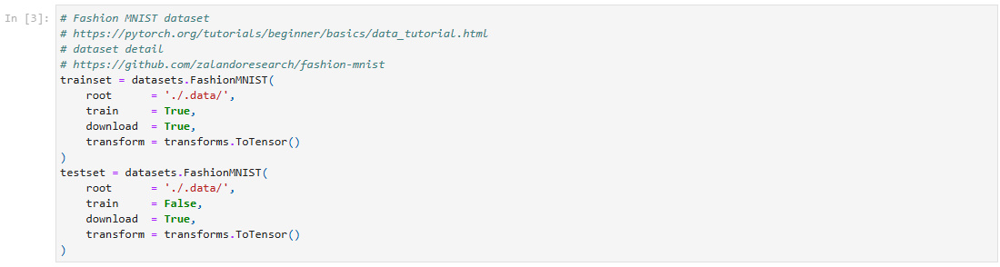 In [3]:
# Fashion MNIST dataset
# https://pytorch.org/tutorials/beginner/basics/data_tutorial.html
# dataset detail
# https://github.com/zalandoresearch/fashion-mnist
trainset = datasets.FashionMNIST(
    root      = './.data/',
    train     = True,
    download  = True,
    transform = transforms.ToTensor()
)
testset = datasets.FashionMNIST(
    root      = './.data/',
    train     = False,
    download  = True,
    transform = transforms.ToTensor()
)